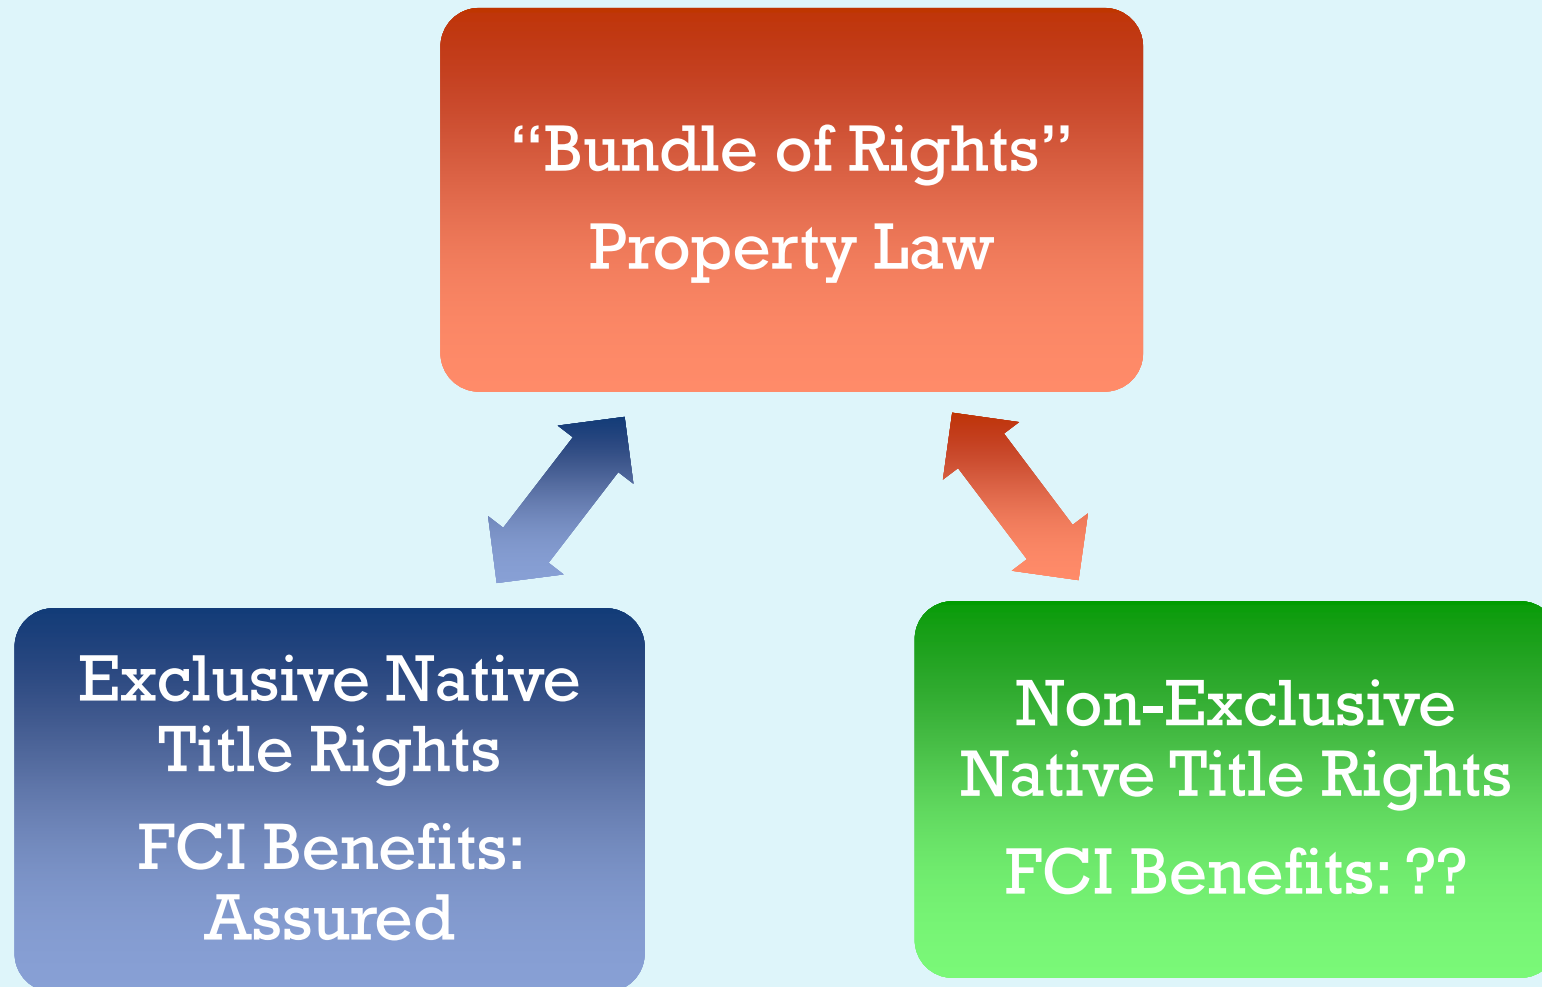 “Bundle of Rights”
Property Law
Exclusive Native
Title Rights
FCI Benefits:
Assured
Non-Exclusive
Native Title Rights
FCI Benefits: ??